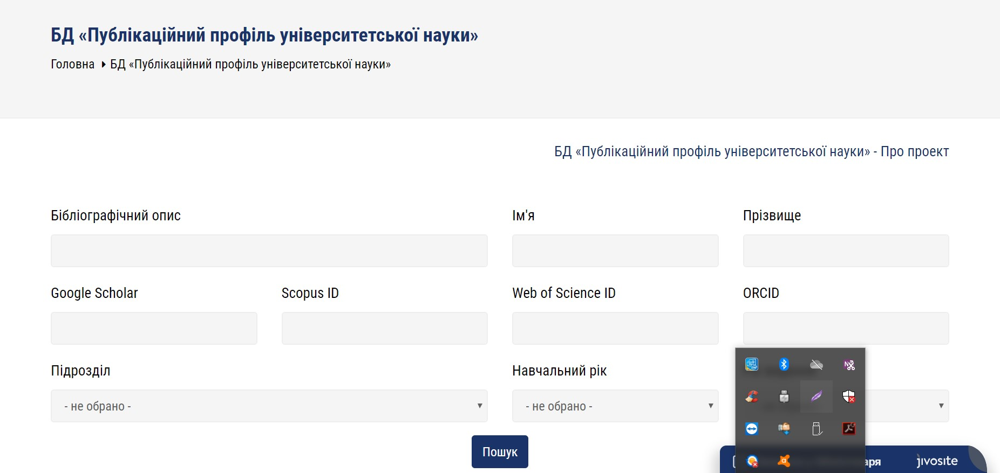 БД «Публікаційний профіль університетської науки»
Головна БД «Публікаційний профіль університетської науки»
БД «Публікаційний профіль університетської науки» - Про проект
Бібліографічний опис Ім'я Прізвище
Google Scholar Scopus ID Web of Science ID ORCID
Підрозділ Навчальний рік
- не обрано - - не обрано -
Пошук
jivosite